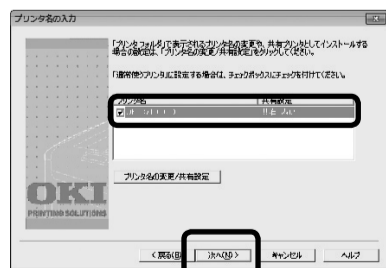 プリンタ名の入力
「プリンタフォルダ」で表示されるプリンタ名の変更や、共有プリンタとしてインストールする
場合の設定は、「プリンタ名の変更/共有設定」をクリックしてください。
「通常使うプリンタ」に設定する場合は、チェックボックスにチェックを付けてください。
プリンタ名 共有設定
プリンタ名の変更/共有設定
OKI
PRINTING SOLUTIONS
< 戻る(B) 次へ(N) > キャンセル ヘルプ